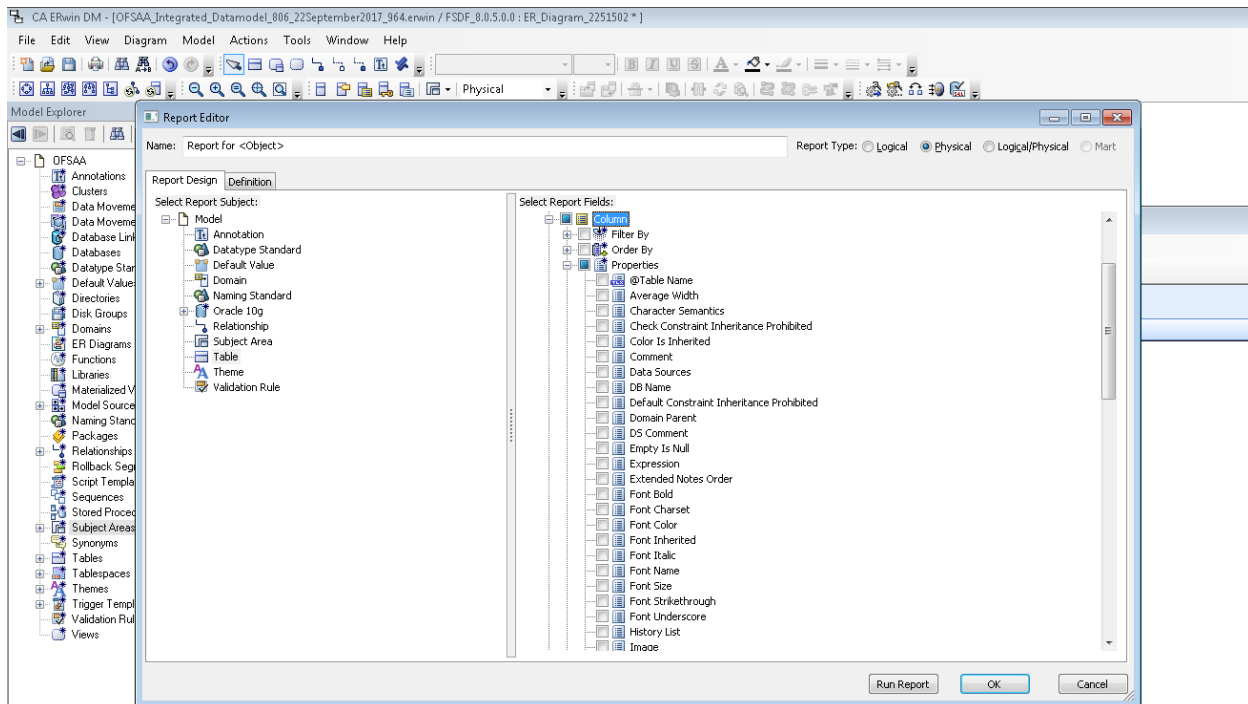 CA ERwin DM - [OFSAA_Integrated_Datamodel_806_22September2017_964.erwin / FSDF_8.0.5.0.0 : ER_Diagram_2251502 * ]
File Edit View Diagram Model Actions Tools Window Help
Physical
Model Explorer
OFSAA
Annotations
Clusters
Data Moveme
Data Moveme
Database Link
Databases
Datatype Star
Default Value
Directories
Disk Groups
Domains
ER Diagrams
Functions
Libraries
Materialized V
Model Source
Naming Stand
Packages
Relationships
Rollback Segr
Script Templa
Sequences
Stored Proced
Subject Areas
Synonyms
Tables
Tablespaces
Themes
Trigger Templ
Validation Rul
Views
Report Editor
Name: Report for <Object>
Report Type: Logical Physical Logical/Physical Mart
Report Design Definition
Select Report Subject:
Model
Annotation
Datatype Standard
Default Value
Domain
Naming Standard
Oracle 10g
Relationship
Subject Area
Table
Theme
Validation Rule
Select Report Fields:
Column
Filter By
Order By
Properties
@Table Name
Average Width
Character Semantics
Check Constraint Inheritance Prohibited
Color Is Inherited
Comment
Data Sources
DB Name
Default Constraint Inheritance Prohibited
Domain Parent
DS Comment
Empty Is Null
Expression
Extended Notes Order
Font Bold
Font Charset
Font Color
Font Inherited
Font Italic
Font Name
Font Size
Font Strikethrough
Font Underscore
History List
Image
Run Report OK Cancel